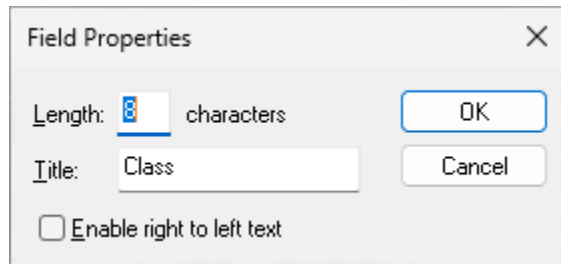 Field Properties
Length: 8 characters
OK
Title: Class
Cancel
Enable right to left text